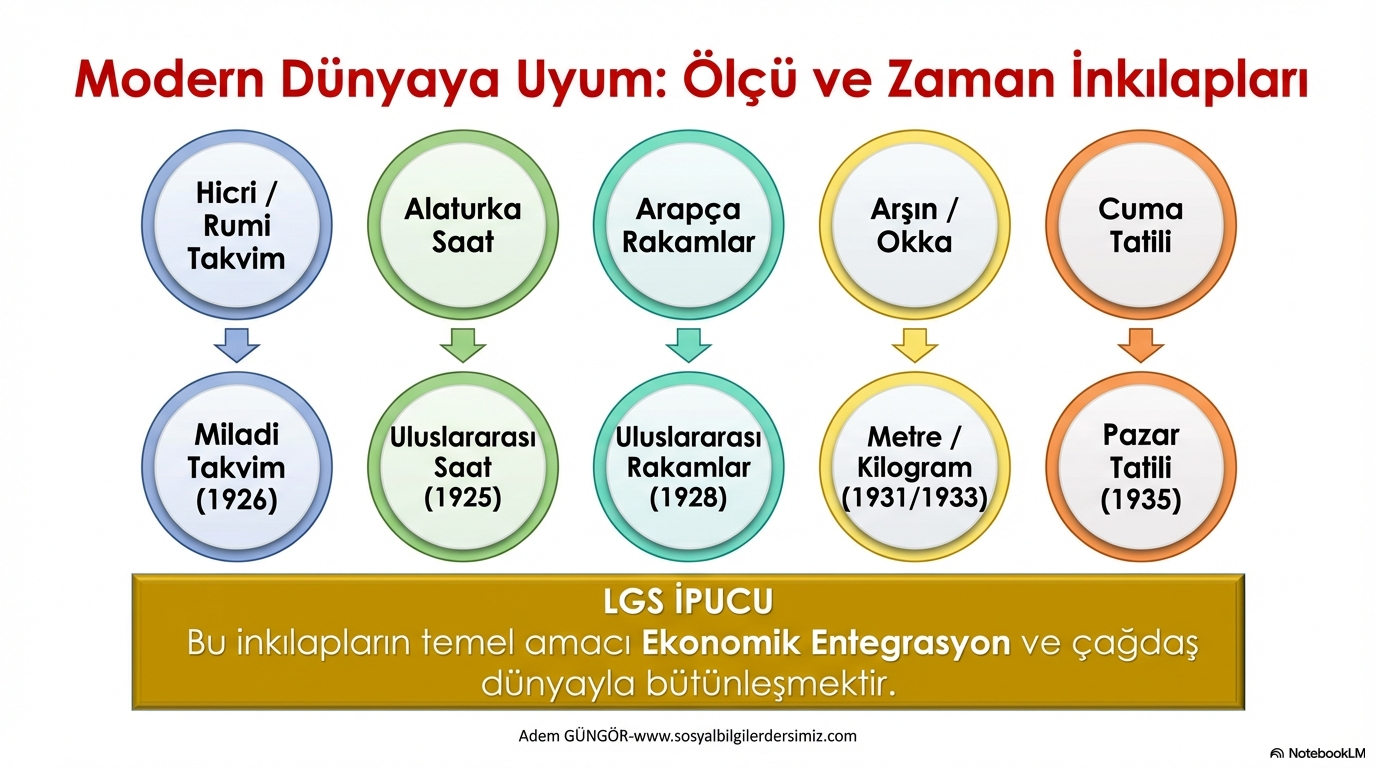 Modern Dünyaya Uyum: Ölçü ve Zaman İnkılapları
Hicri /
Rumi
Takvim
Alaturka
Saat
Arapça
Rakamlar
Arşın /
Okka
Cuma
Tatili
Miladi
Takvim
(1926)
Uluslararası
Saat
(1925)
Uluslararası
Rakamlar
(1928)
Metre /
Kilogram
(1931/1933)
Pazar
Tatili
(1935)
LGS İPUCU
Bu inkılapların temel amacı Ekonomik Entegrasyon ve çağdaş
dünyayla bütünleşmektir.
Adem GÜNGÖR-www.sosyalbilgilerdersimiz.com
NotebookLM